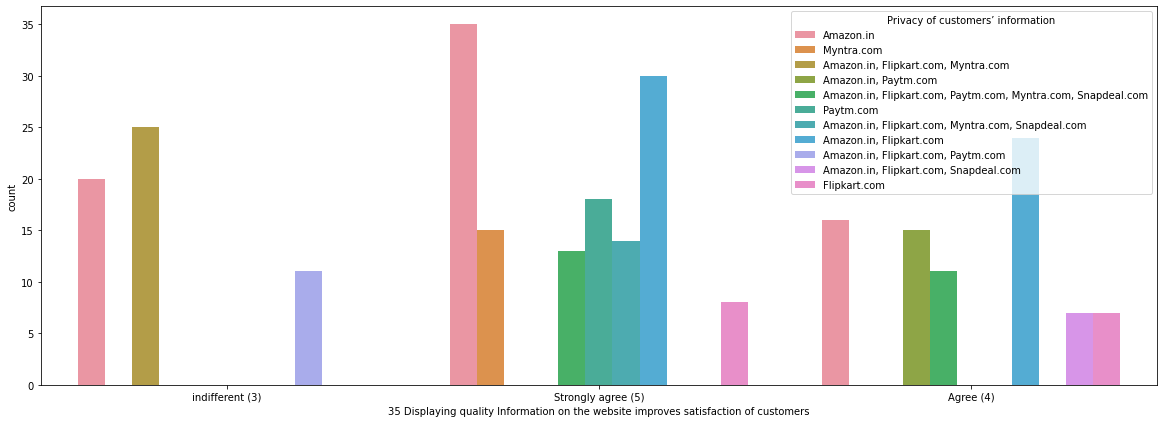 35
30
25
20
15
10
5
0
count
indifferent (3)
Strongly agree (5)
Agree (4)
35 Displaying quality Information on the website improves satisfaction of customers
Privacy of customers’ information
Amazon.in
Myntra.com
Amazon.in, Flipkart.com, Myntra.com
Amazon.in, Paytm.com
Amazon.in, Flipkart.com, Paytm.com, Myntra.com, Snapdeal.com
Paytm.com
Amazon.in, Flipkart.com, Myntra.com, Snapdeal.com
Amazon.in, Flipkart.com
Amazon.in, Flipkart.com, Paytm.com
Amazon.in, Flipkart.com, Snapdeal.com
Flipkart.com